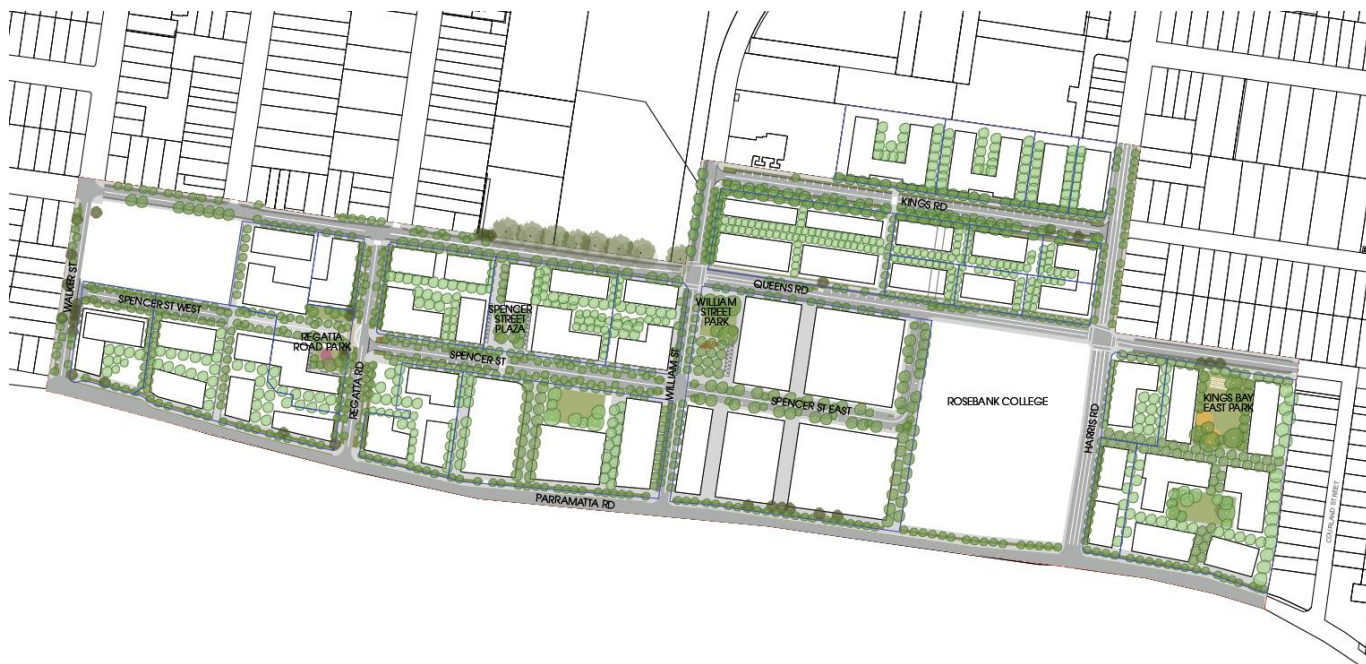 KINGS RD
WALKER ST
SPENCER ST WEST
REGATTA
ROAD PARK
REGATTA RD
SPENCER
STREET
PLAZA
SPENCER ST
WILLIAM
STREET
PARK
WILLIAM ST
QUEENS RD
SPENCER ST EAST
ROSEBANK COLLEGE
HARRIS RD
KINGS BAY
EAST PARK
COURLAND STREET
PARRAMATTA RD